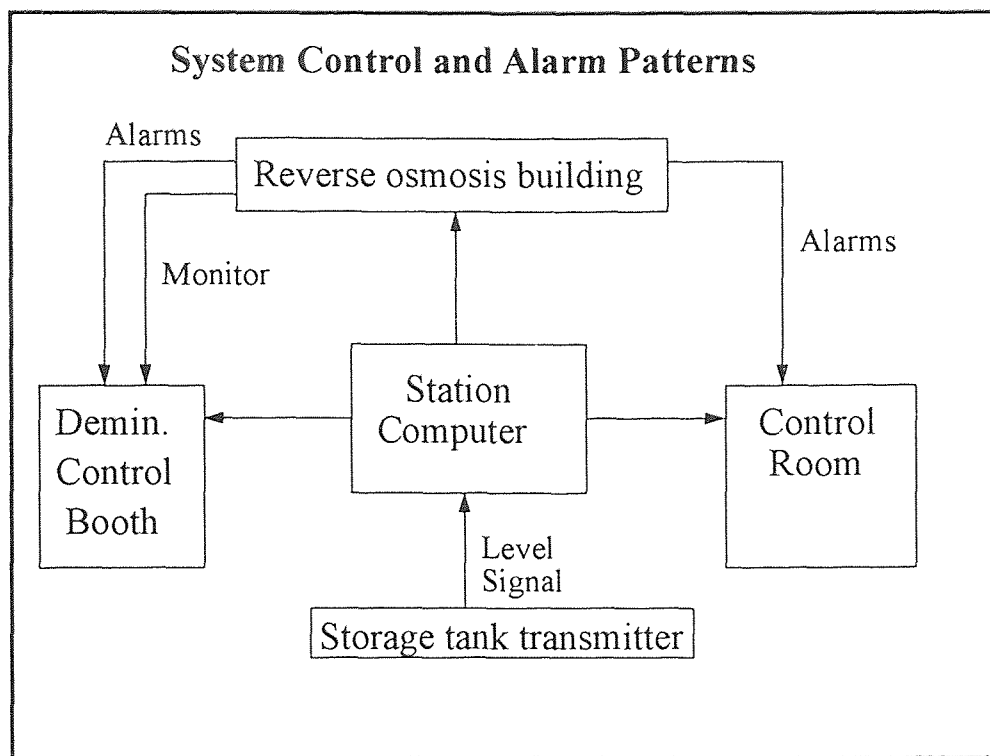 System Control and Alarm Patterns
Alarms
Reverse osmosis building
Alarms
Monitor
Station
Computer
Demin.
Control
Booth
Control
Room
Level
Signal
Storage tank transmitter